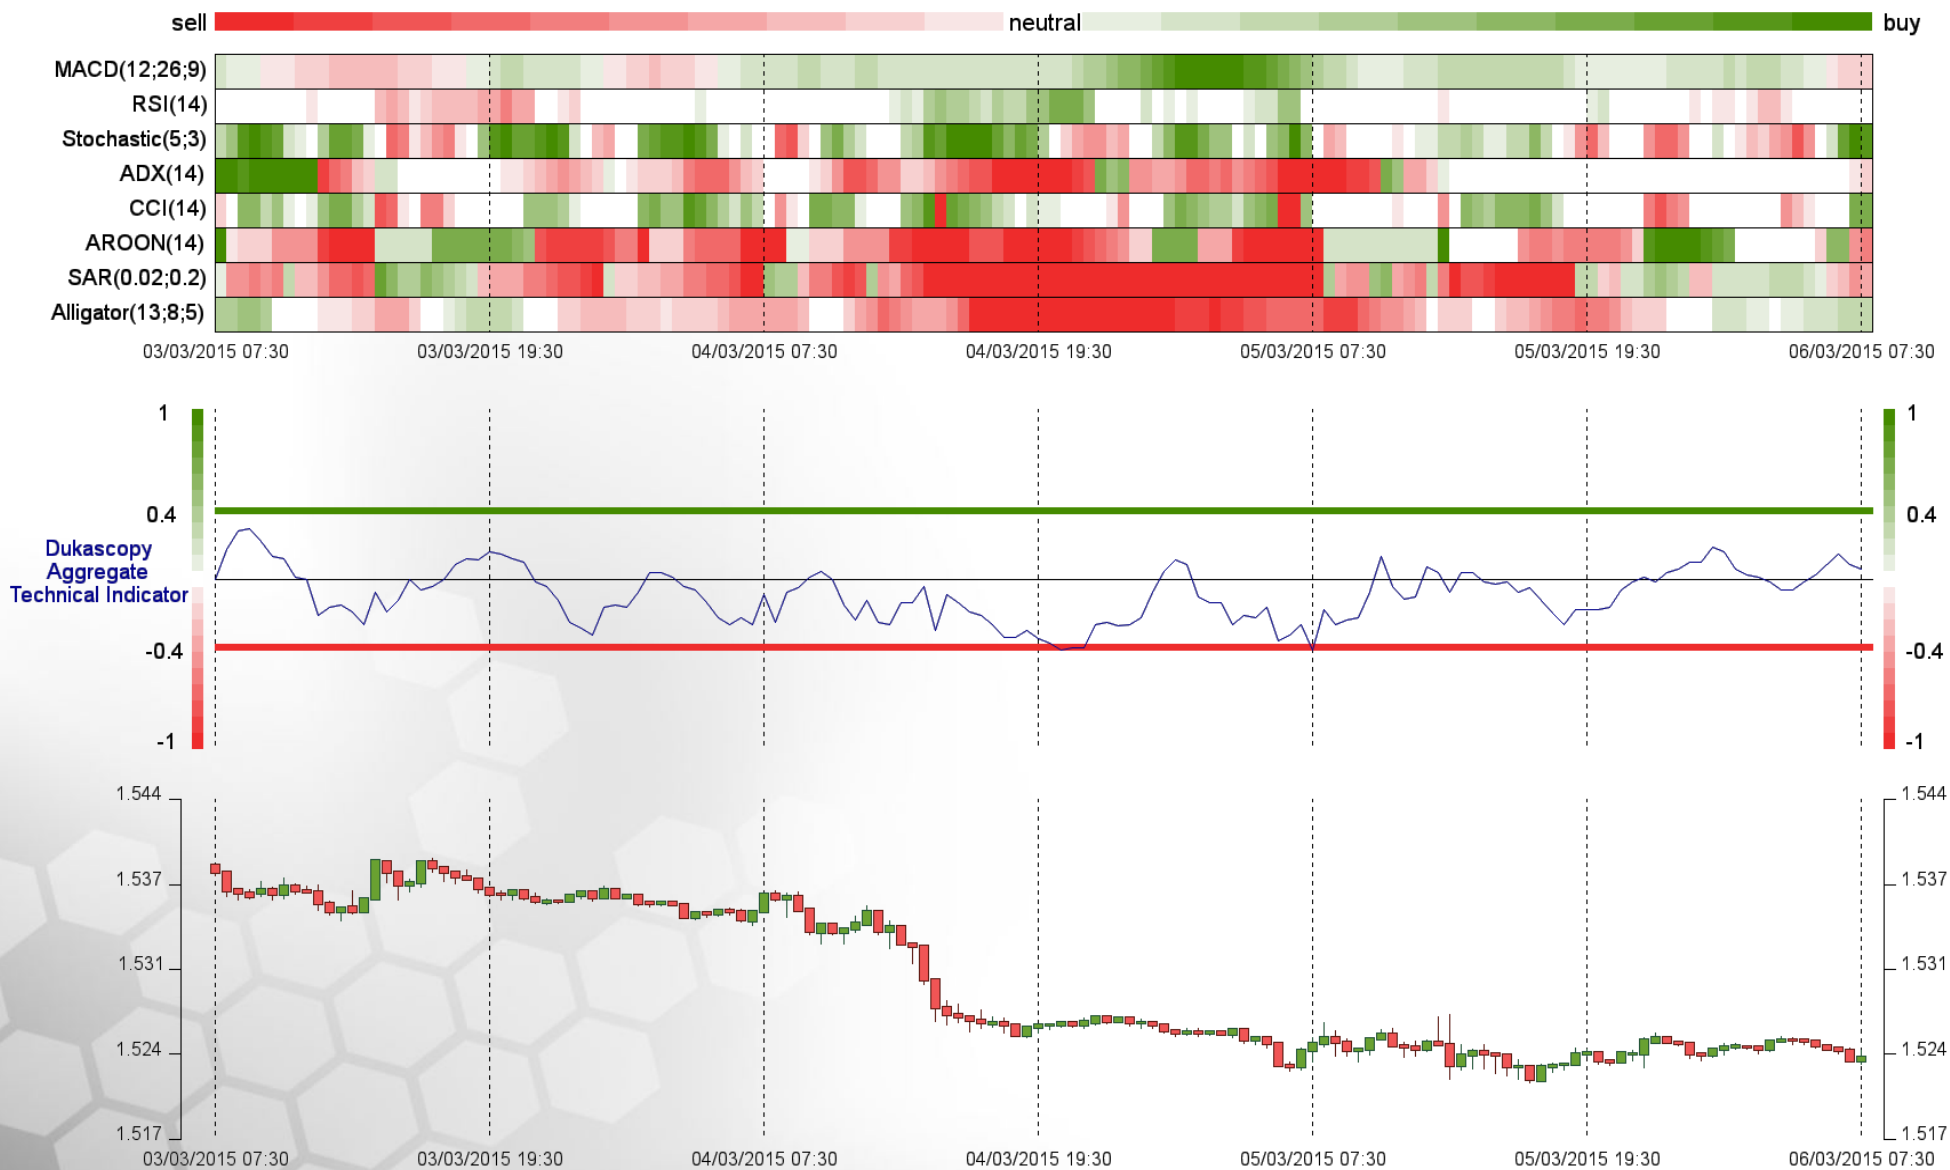 sell neutral buy
MACD(12;26;9)
RSI(14)
Stochastic(5;3)
ADX(14)
CCI(14)
AROON(14)
SAR(0.02;0.2)
Alligator(13;8;5)
03/03/2015 07:30 03/03/2015 19:30 04/03/2015 07:30 04/03/2015 19:30 05/03/2015 07:30 05/03/2015 19:30 06/03/2015 07:30
1 1
0.4 0.4
Dukascopy
Aggregate
Technical Indicator
-0.4 -0.4
-1 -1
1.544 1.544
1.537 1.537
1.531 1.531
1.524 1.524
1.517 1.517
03/03/2015 07:30 03/03/2015 19:30 04/03/2015 07:30 04/03/2015 19:30 05/03/2015 07:30 05/03/2015 19:30 06/03/2015 07:30